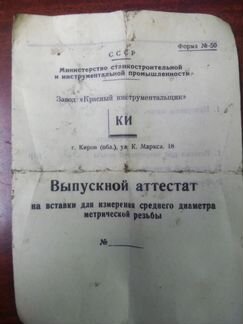 Форма №-50
СССР
Министерство станкостроительной
и инструментальной промышленности
Завод «Красный инструментальщик»
КИ
г. Киров (обл.), ул К. Маркса, 18
Выпускной аттестат
на вставки для измерения среднего диаметра
метрической резьбы
№